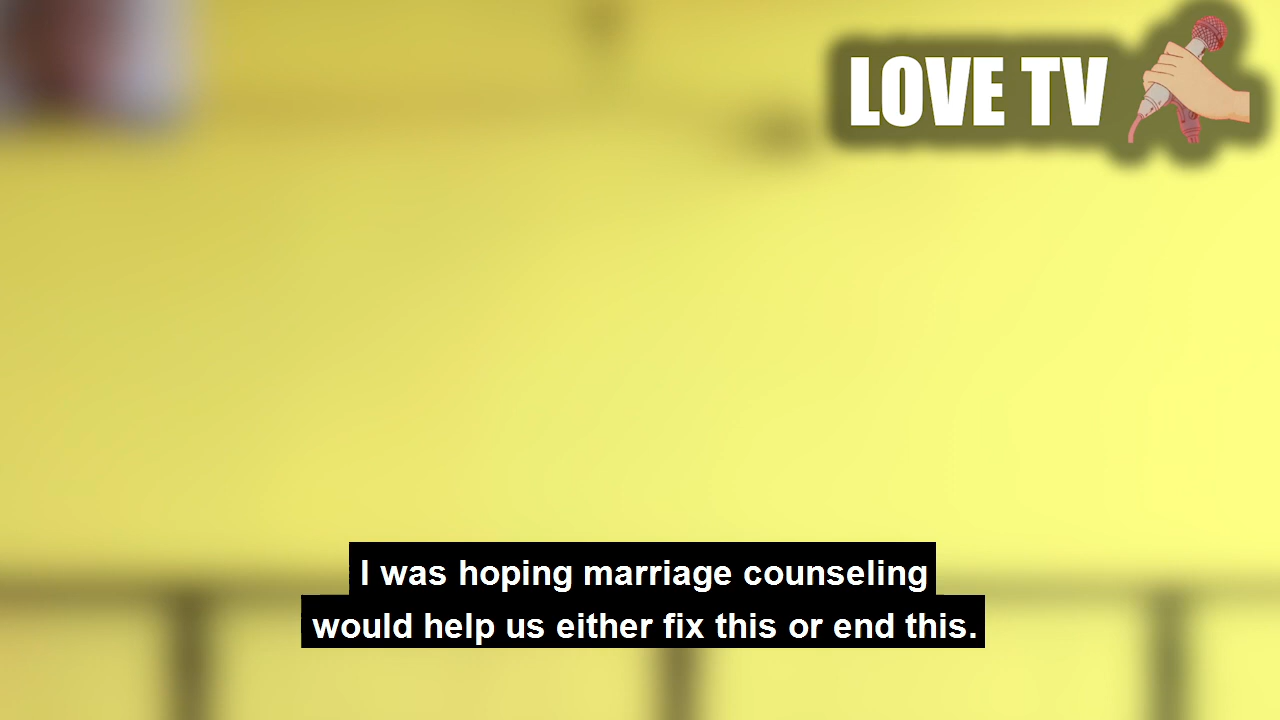 LOVE TV
I was hoping marriage counseling
would help us either fix this or end this.